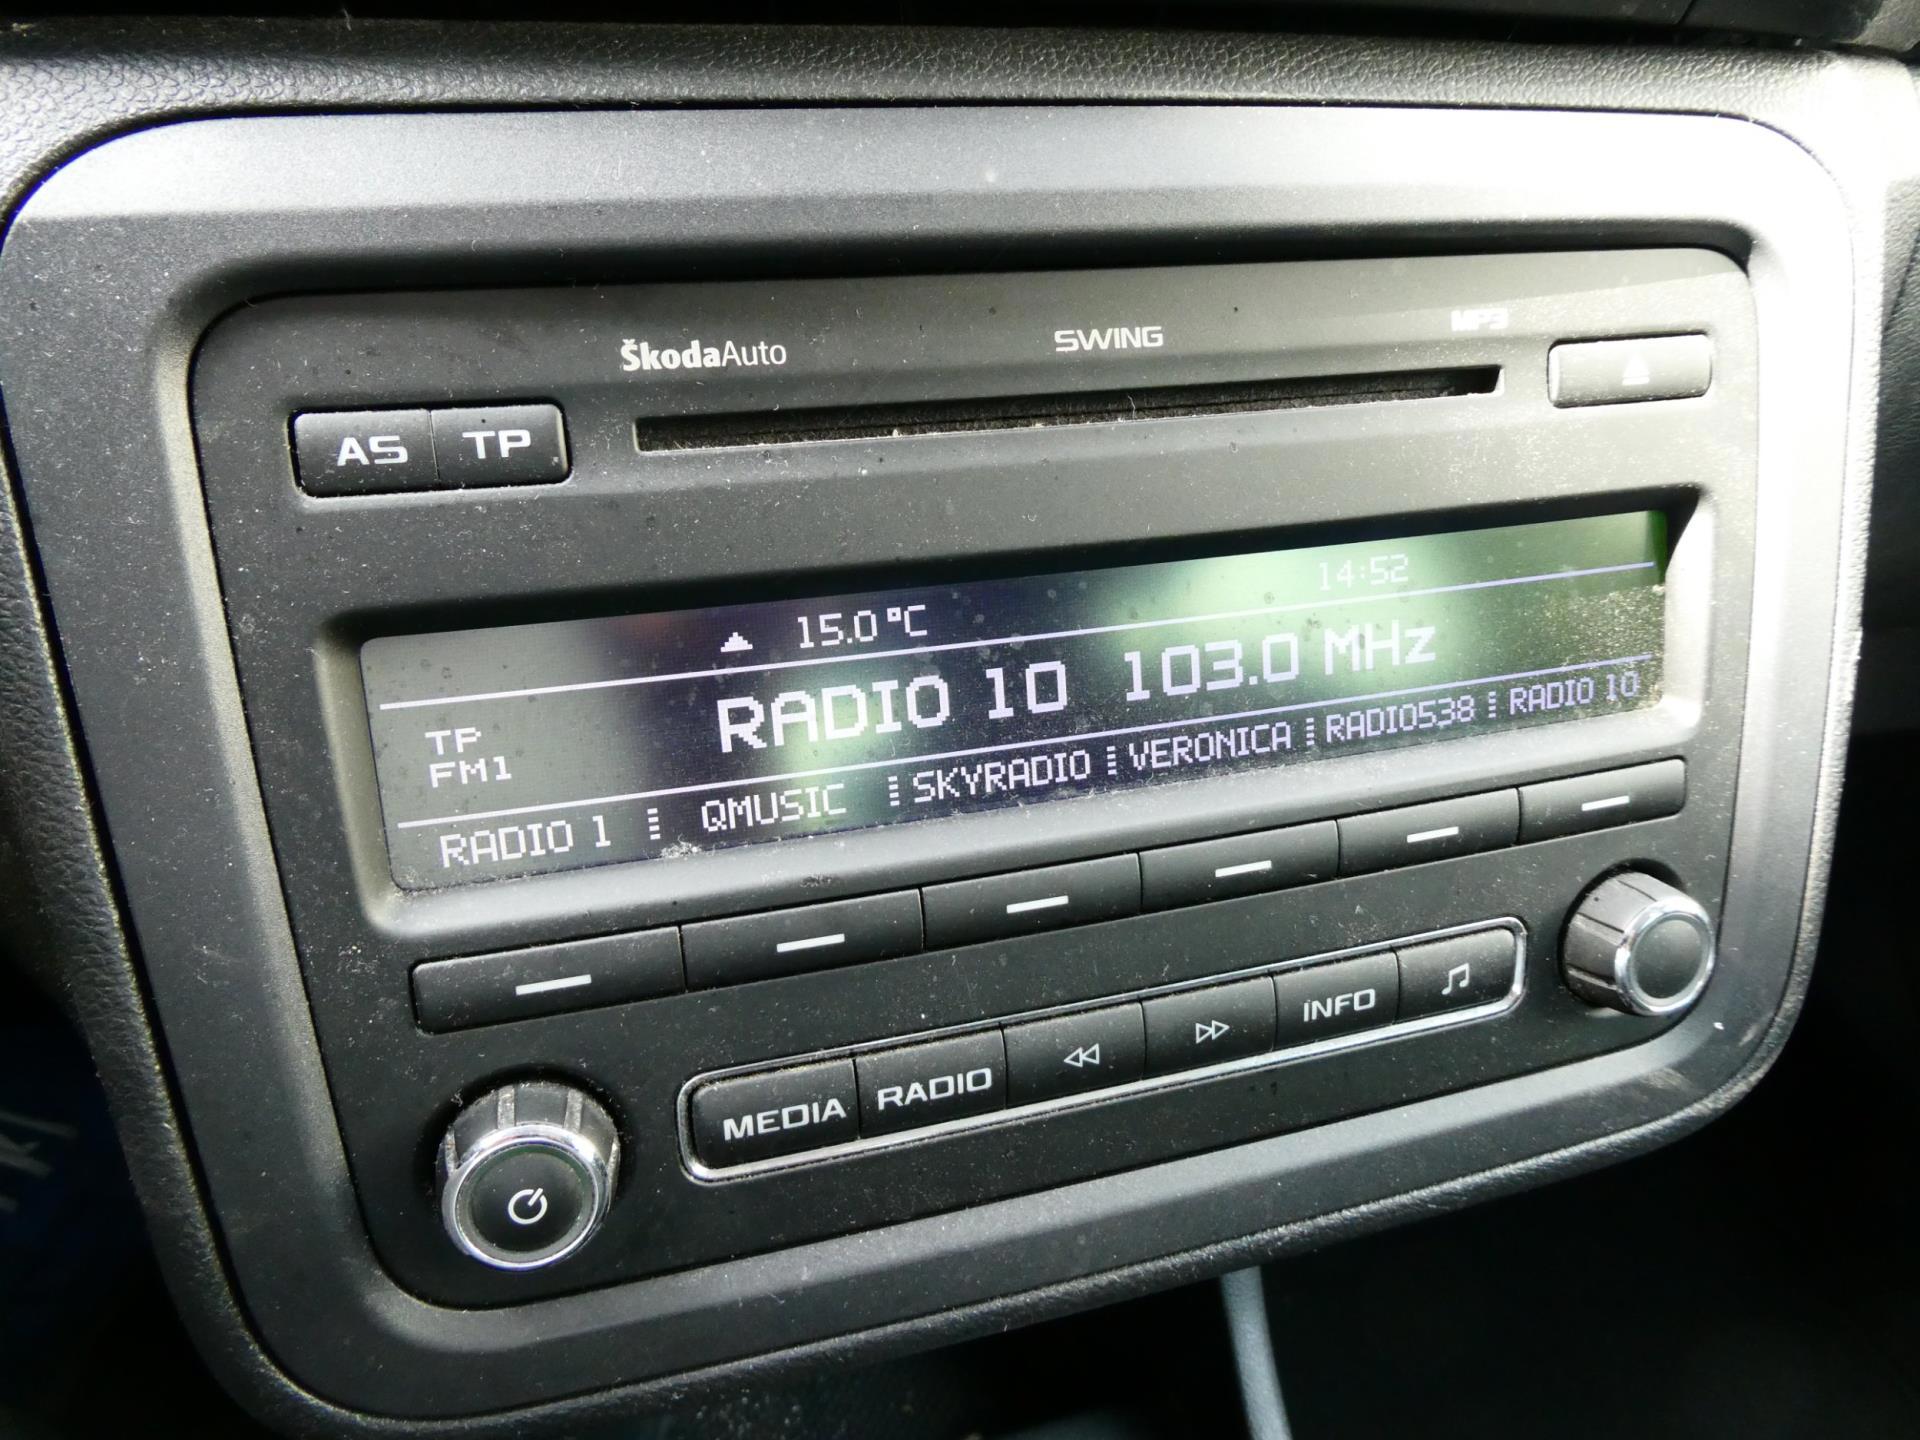 ŠkodaAuto
SWING
MP3
AS TP
15.0°C
14:52
TP
FM1
RADIO 10 103.0 MHz
RADIO 1 QMUSIC SKYRADIO VERONICA RADIO538 RADIO 10
MEDIA RADIO INFO